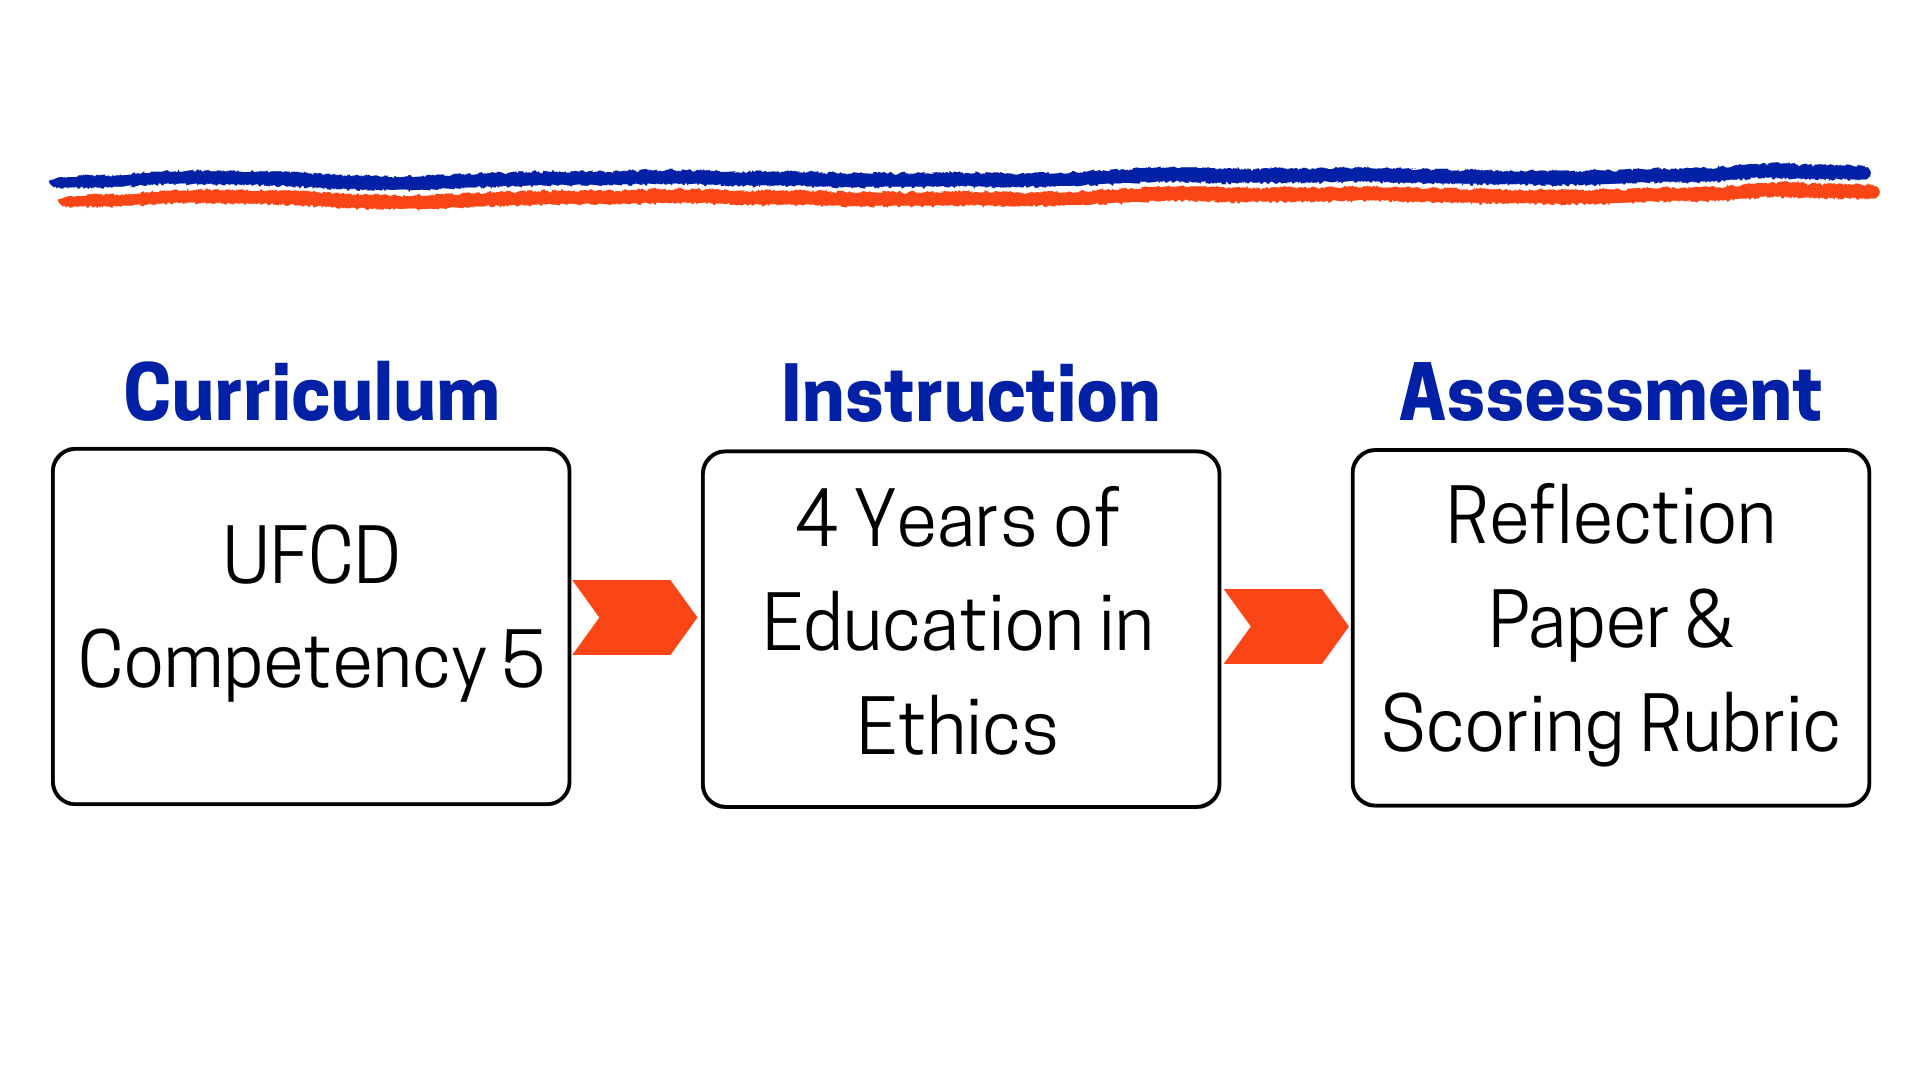 Curriculum
UFCD
Competency 5
Instruction
4 Years of
Education in
Ethics
Assessment
Reflection
Paper &
Scoring Rubric